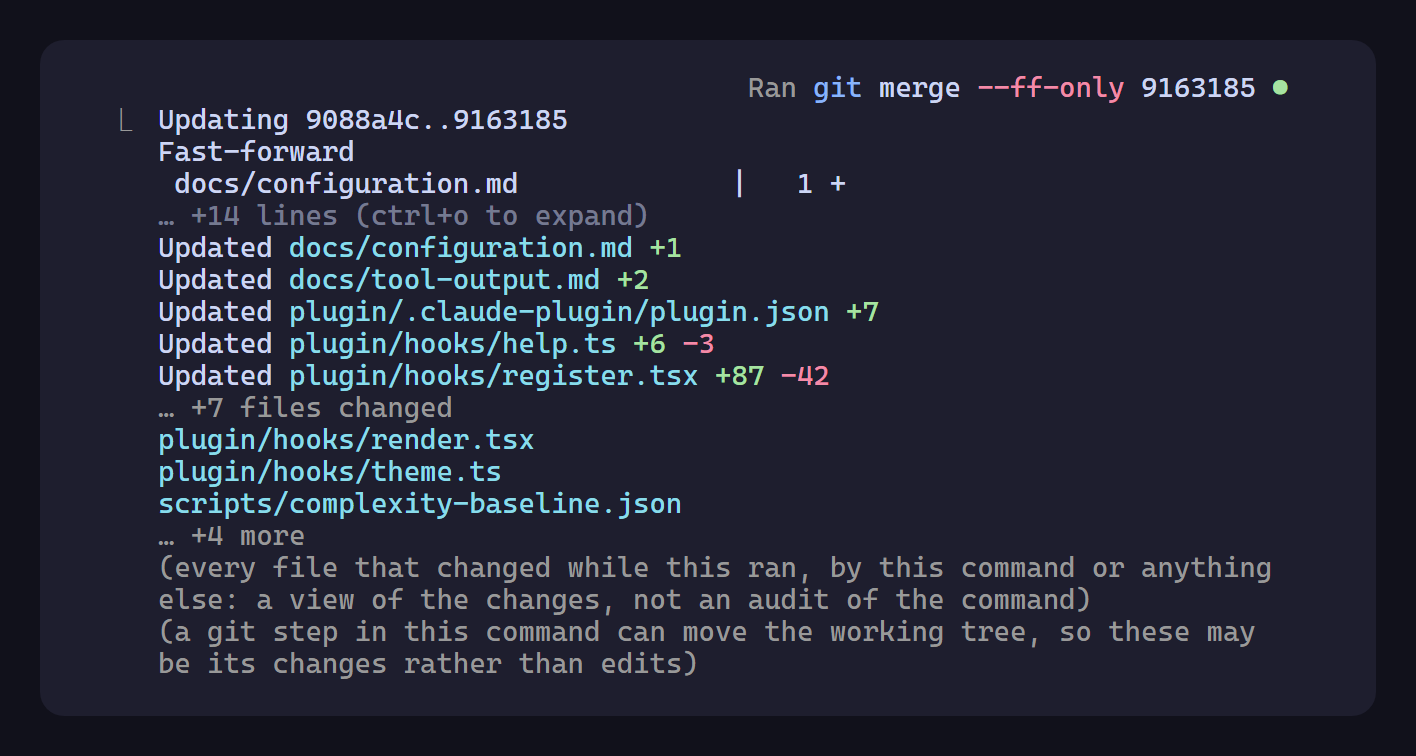 Ran git merge --ff-only 9163185 ●
⎿ Updating 9088a4c..9163185
Fast-forward
docs/configuration.md | 1 +
… +14 lines (ctrl+o to expand)
Updated docs/configuration.md +1
Updated docs/tool-output.md +2
Updated plugin/.claude-plugin/plugin.json +7
Updated plugin/hooks/help.ts +6 -3
Updated plugin/hooks/register.tsx +87 -42
… +7 files changed
plugin/hooks/render.tsx
plugin/hooks/theme.ts
scripts/complexity-baseline.json
… +4 more
(every file that changed while this ran, by this command or anything
else: a view of the changes, not an audit of the command)
(a git step in this command can move the working tree, so these may
be its changes rather than edits)